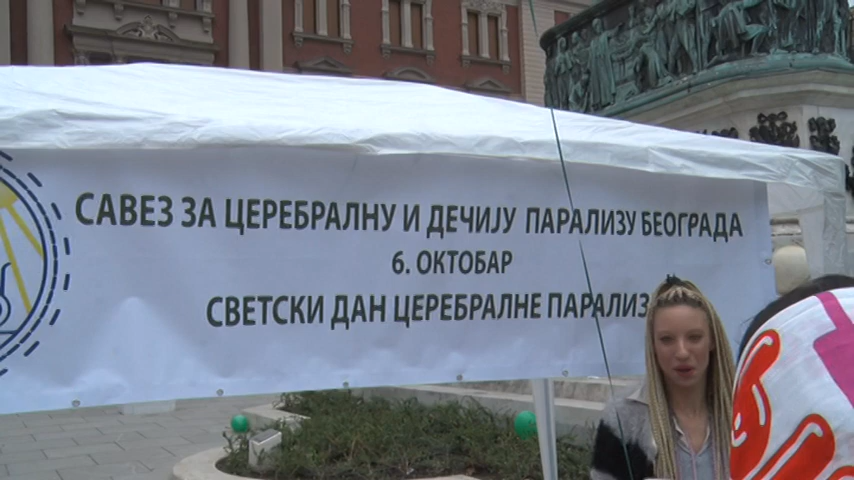 САВЕЗ ЗА ЦЕРЕБРАЛНУ И ДЕЧИЈУ ПАРАЛИЗУ БЕОГРАДА
6. ОКТОБАР
СВЕТСКИ ДАН ЦЕРЕБРАЛНЕ ПАРАЛИЗ